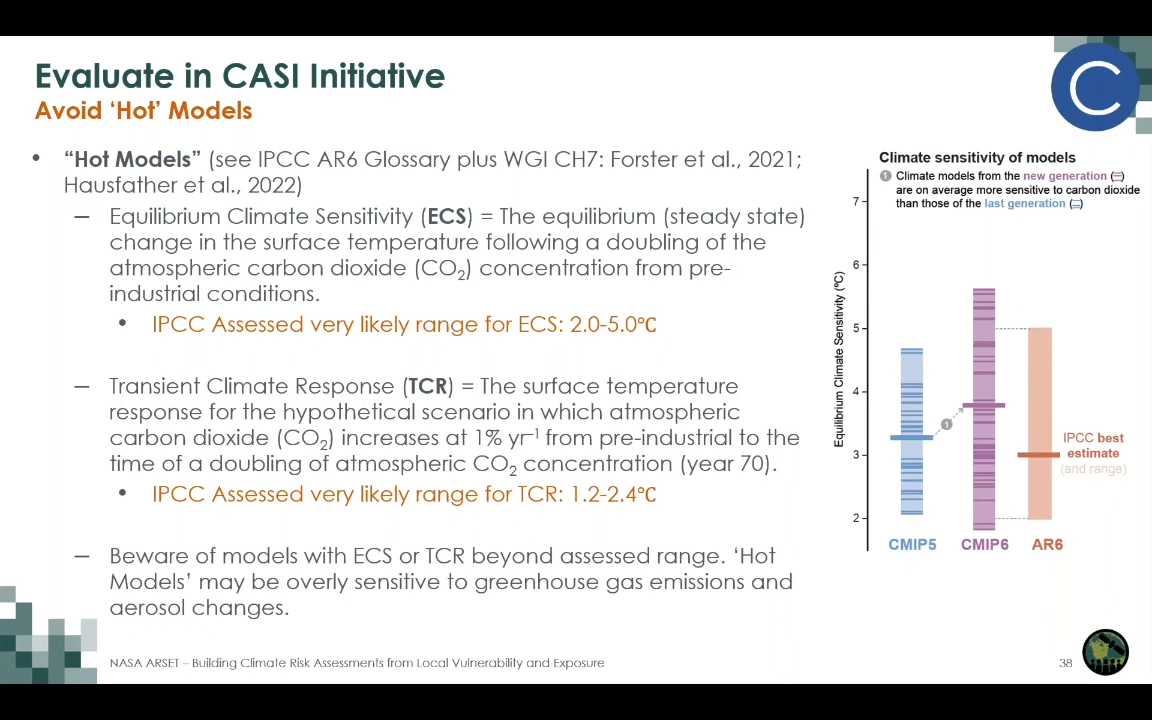 Evaluate in CASI Initiative
Avoid ‘Hot’ Models
C
• “Hot Models” (see IPCC AR6 Glossary plus WGI CH7: Forster et al., 2021;
Hausfather et al., 2022)
– Equilibrium Climate Sensitivity (ECS) = The equilibrium (steady state)
change in the surface temperature following a doubling of the
atmospheric carbon dioxide (CO₂) concentration from pre-
industrial conditions.
• IPCC Assessed very likely range for ECS: 2.0-5.0℃
– Transient Climate Response (TCR) = The surface temperature
response for the hypothetical scenario in which atmospheric
carbon dioxide (CO₂) increases at 1% yr⁻¹ from pre-industrial to the
time of a doubling of atmospheric CO₂ concentration (year 70).
• IPCC Assessed very likely range for TCR: 1.2-2.4℃
– Beware of models with ECS or TCR beyond assessed range. ‘Hot
Models’ may be overly sensitive to greenhouse gas emissions and
aerosol changes.
Climate sensitivity of models
1 Climate models from the new generation ( )
are on average more sensitive to carbon dioxide
than those of the last generation ( )
Equilibrium Climate Sensitivity (ºC)
7
6
5
4
3
2
1
IPCC best
estimate
(and range)
CMIP5 CMIP6 AR6
NASA ARSET – Building Climate Risk Assessments from Local Vulnerability and Exposure
38